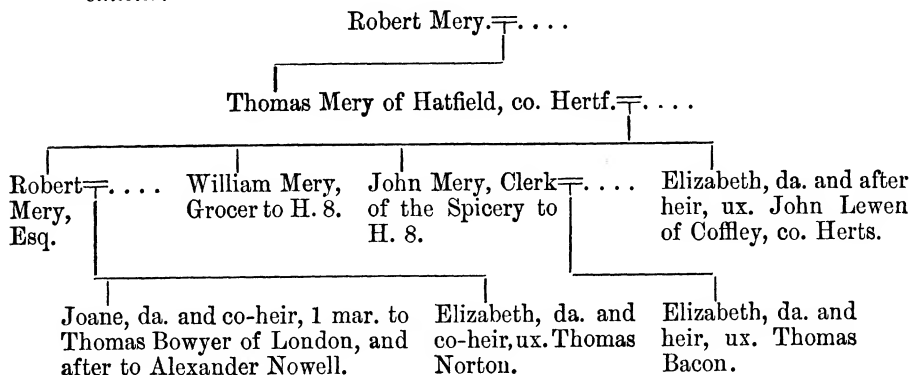 Robert Mery.=. . . .
Thomas Mery of Hatfield, co. Hertf.=. . . .
Robert=. . . .
Mery,
Esq.
William Mery,
Grocer to H. 8.
John Mery, Clerk=. . . .
of the Spicery to
H. 8.
Elizabeth, da. and after
heir, ux. John Lewen
of Coffley, co. Herts.
Joane, da. and co-heir, 1 mar. to
Thomas Bowyer of London, and
after to Alexander Nowell.
Elizabeth, da. and
co-heir, ux. Thomas
Norton.
Elizabeth, da. and
heir, ux. Thomas
Bacon.